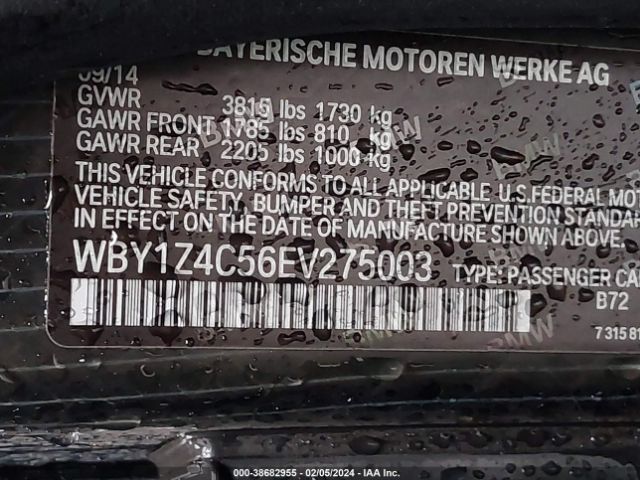 BAYERISCHE MOTOREN WERKE AG
09/14
GVWR 3815 lbs 1730 kg
GAWR FRONT 1785 lbs 810 kg
GAWR REAR 2205 lbs 1000 kg
THIS VEHICLE CONFORMS TO ALL APPLICABLE U.S. FEDERAL MOT
VEHICLE SAFETY, BUMPER AND THEFT PREVENTION STANDA
IN EFFECT ON THE DATE OF MANUFACTURE SHOWN ABOVE.
WBY1Z4C56EV275003 TYPE: PASSENGER CA
B72
731581
BMW
000-38682955 - 02/05/2024 - IAA Inc.